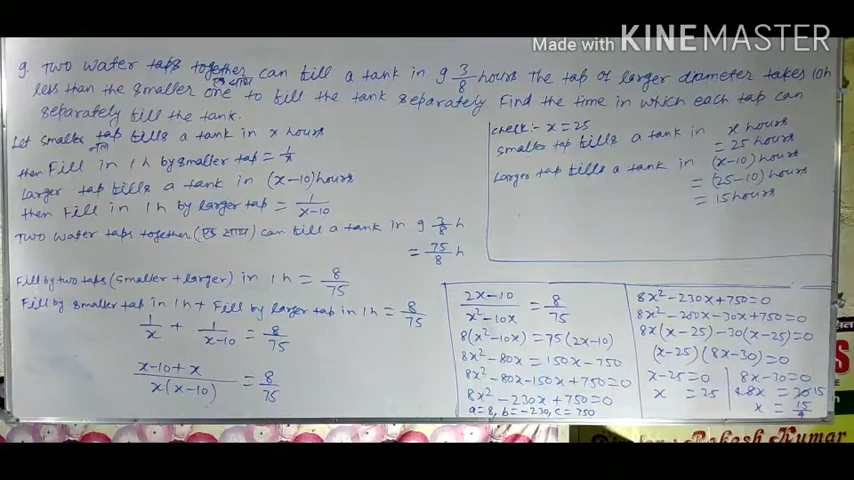 Made with KINEMASTER
9. Two water taps together can fill a tank in 9 3/8 hours The tap of larger diameter takes 10h
एक साथ
less than the smaller one to fill the tank separately Find the time in which each tap can
separately fill the tank.
Let smaller tap fills a tank in x hours
नल
then Fill in 1 h by smaller tap = 1/x
Larger tap fills a tank in (x-10) hours
then Fill in 1 h by larger tap = 1/(x-10)
Two water taps together (एक साथ) can fill a tank in 9 3/8 h
= 75/8 h
Fill by two taps (smaller + larger) in 1 h = 8/75
Fill by smaller tap in 1 h + Fill by larger tap in 1 h = 8/75
1/x + 1/(x-10) = 8/75
(x-10+x)/(x(x-10)) = 8/75
check:- x = 25
smaller tap fills a tank in x hours
= 25 hours
Larger tap fills a tank in (x-10) hours
= (25-10) hours
= 15 hours
(2x-10)/(x²-10x) = 8/75
8(x²-10x) = 75(2x-10)
8x²-80x = 150x-750
8x²-80x-150x+750=0
8x²-230x+750=0
a=8, b=-230, c=750
8x²-230x+750=0
8x²-200x-30x+750=0
8x(x-25)-30(x-25)=0
(x-25)(8x-30)=0
x-25=0
x = 25
8x-30=0
8x = 30 15
x = 15/4
Rakesh Kumar